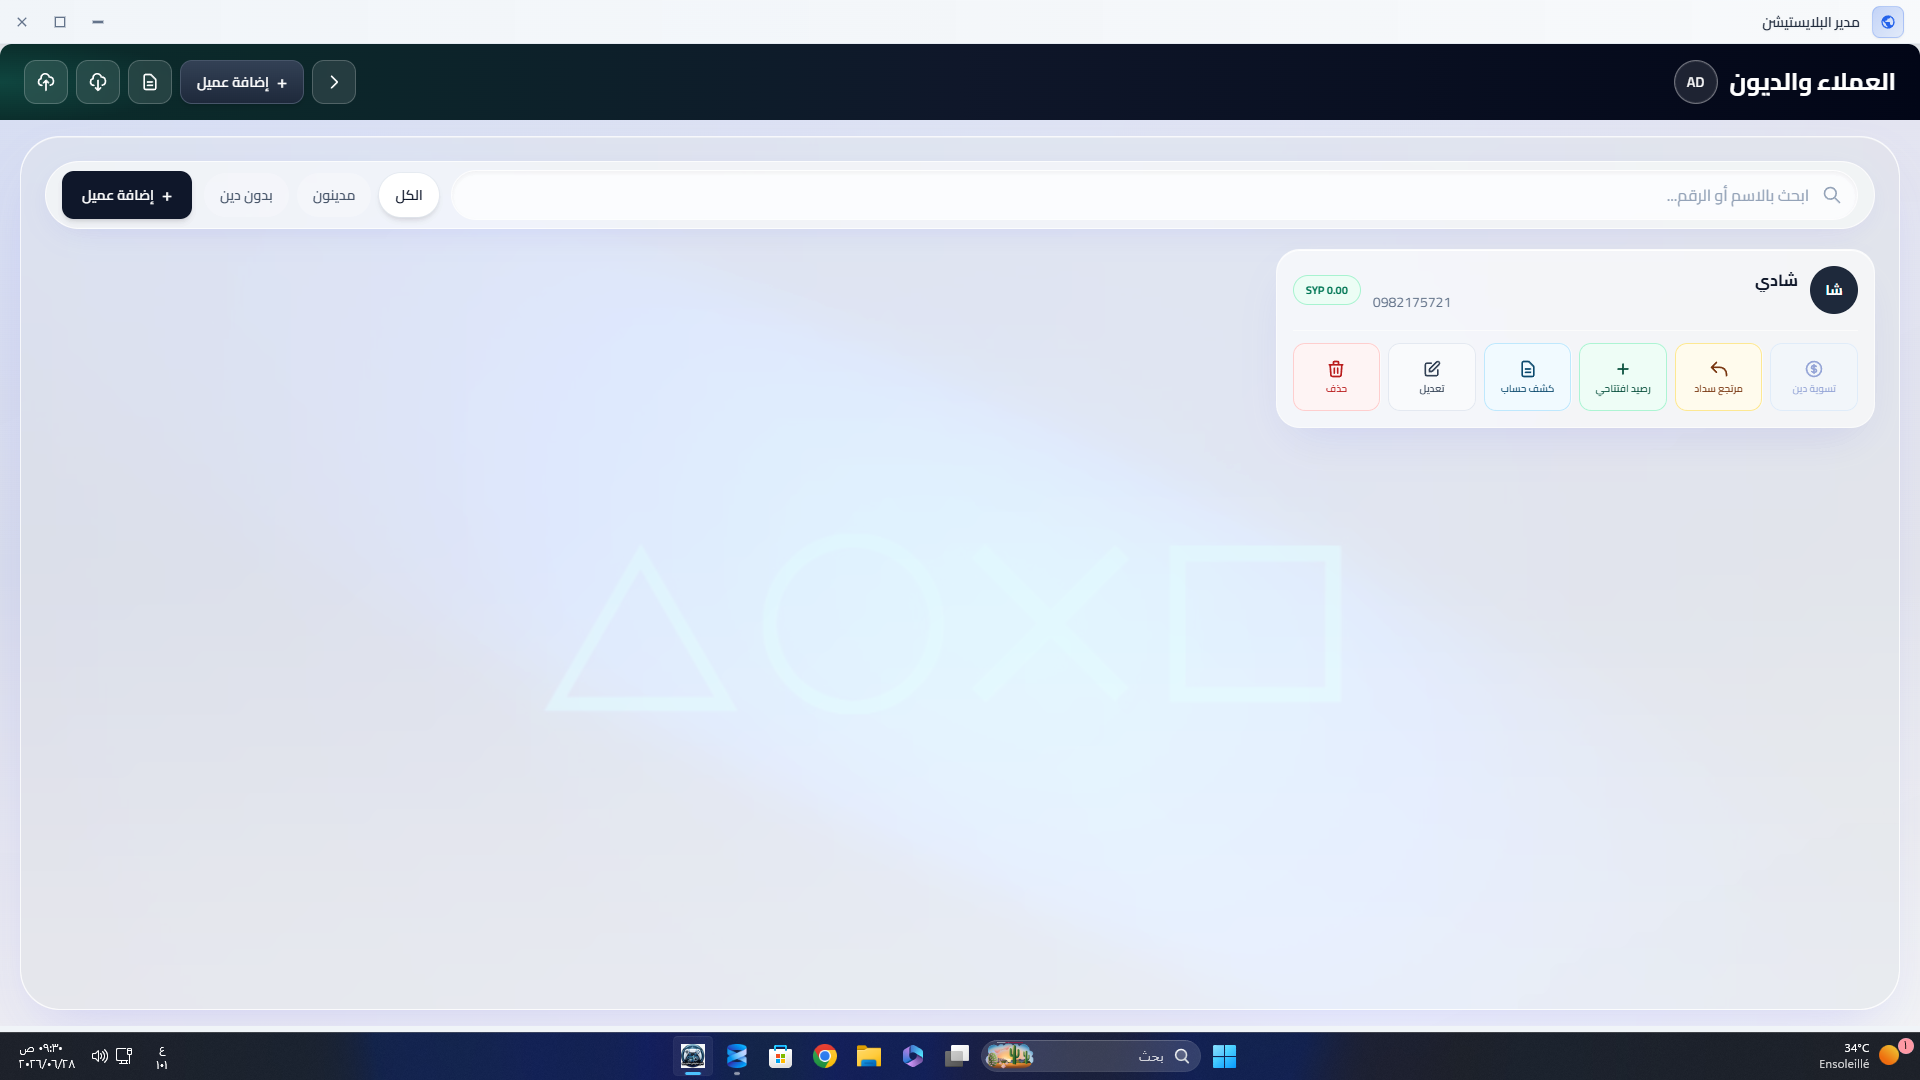 مدير البلايستيشن
العملاء والديون
AD
+ إضافة عميل
ابحث بالاسم أو الرقم...
الكل
مدينون
بدون دين
+ إضافة عميل
شا
شادي
0982175721
SYP 0.00
تسوية دين
مرتجع سداد
رصيد افتتاحي
كشف حساب
تعديل
حذف
١
34°C
Ensoleillé
بحث
ع
١٠١
٠٩:٣٠ ص
٢٠٢٦/٠٦/٢٨